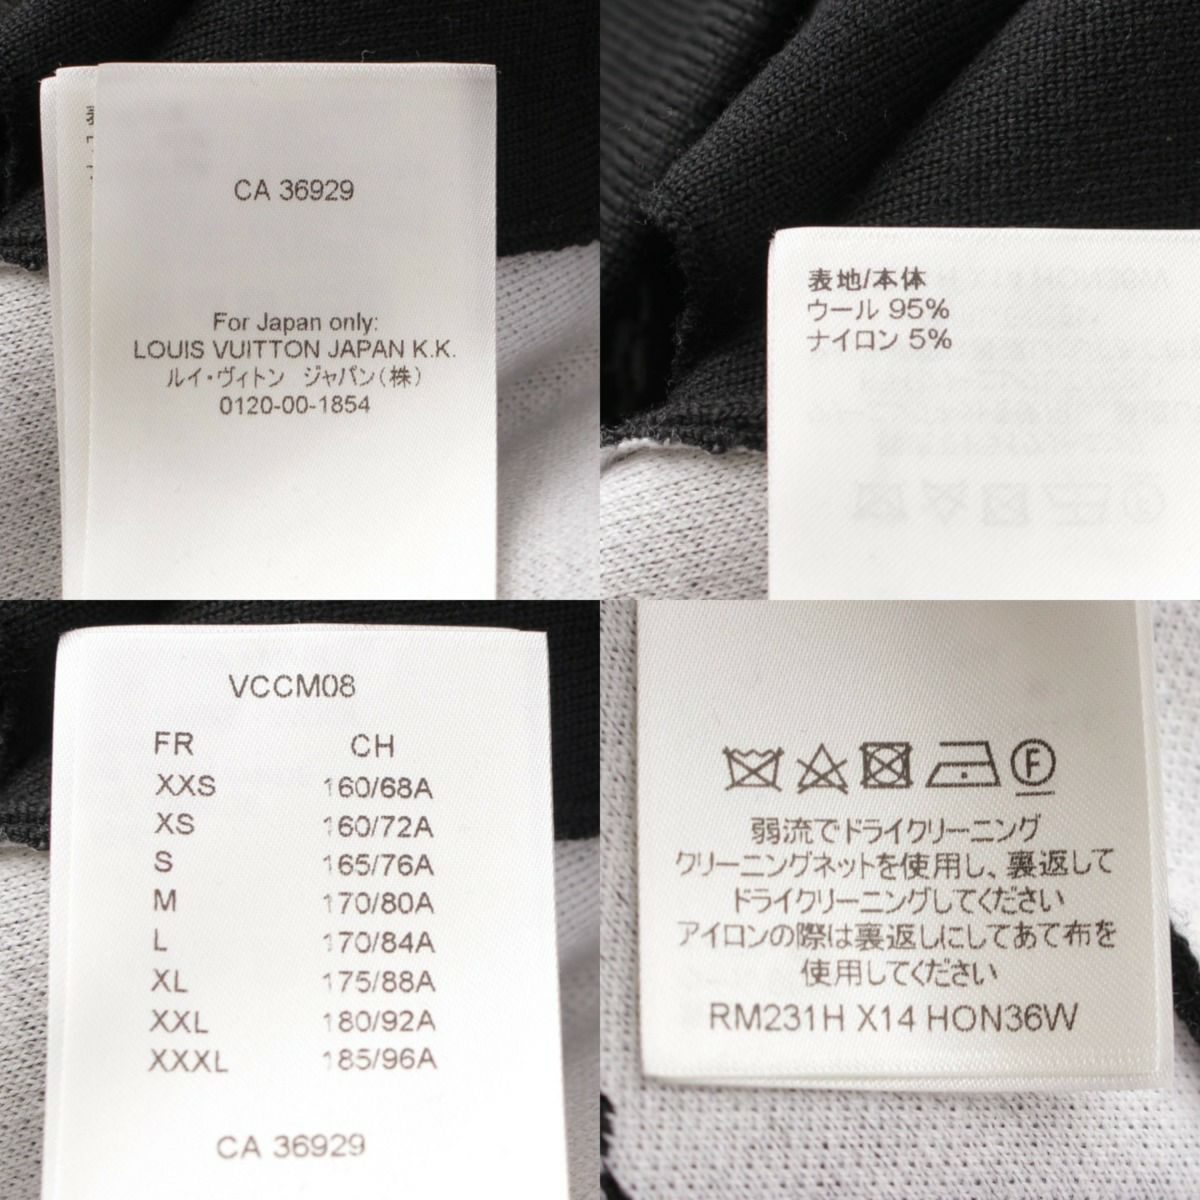 CA 36929
For Japan only:
LOUIS VUITTON JAPAN K.K.
ルイ・ヴィトン ジャパン(株)
0120-00-1854
表地/本体
ウール 95%
ナイロン 5%
VCCM08
FR CH
XXS 160/68A
XS 160/72A
S 165/76A
M 170/80A
L 170/84A
XL 175/88A
XXL 180/92A
XXXL 185/96A
CA 36929
F
弱流でドライクリーニング
クリーニングネットを使用し、裏返して
ドライクリーニングしてください
アイロンの際は裏返しにしてあて布を
使用してください
RM231H X14 HON36W